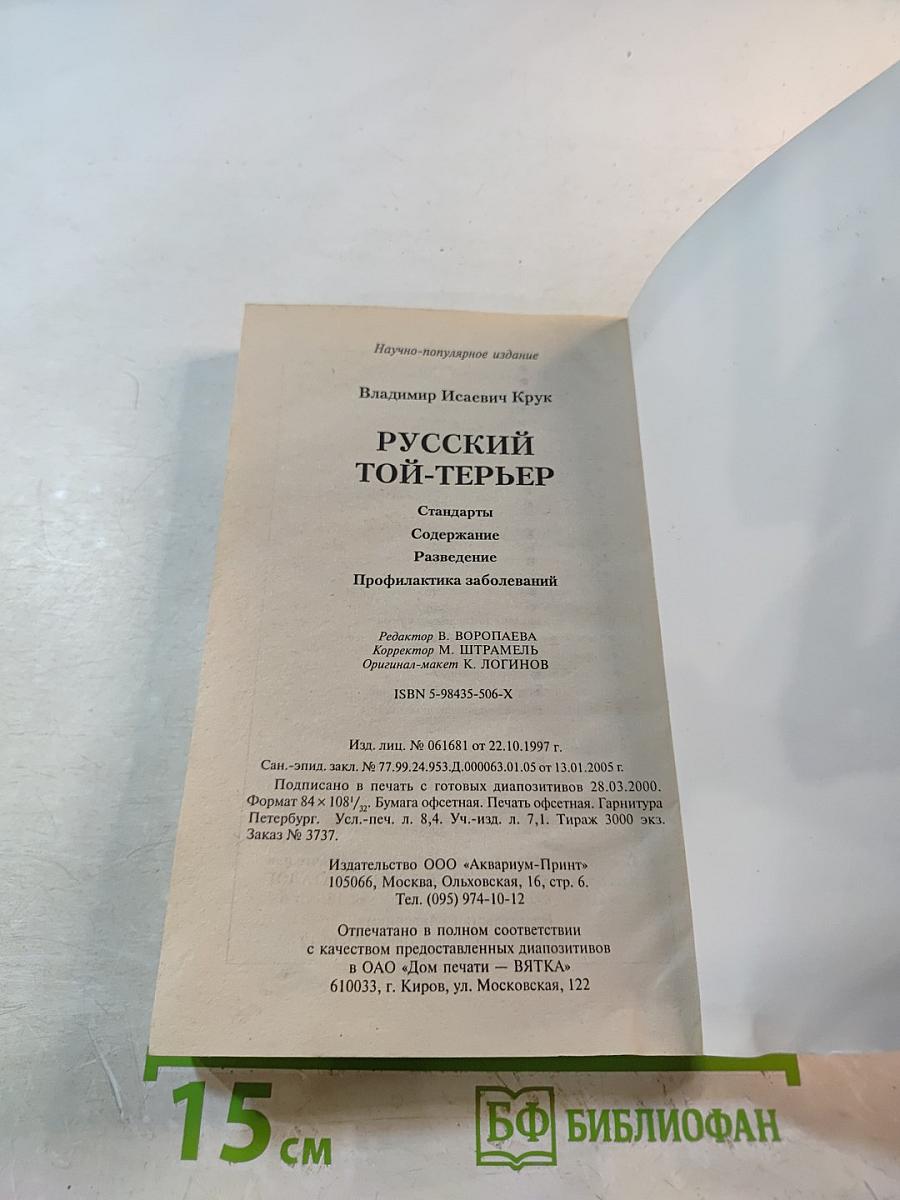 Научно-популярное издание
Владимир Исаевич Крук
РУССКИЙ
ТОЙ-ТЕРЬЕР
Стандарты
Содержание
Разведение
Профилактика заболеваний
Редактор В. ВОРОПАЕВА
Корректор М. ШТРАМЕЛЬ
Оригинал-макет К. ЛОГИНОВ
ISBN 5-98435-506-X
Изд. лиц. № 061681 от 22.10.1997 г.
Сан.-эпид. закл. № 77.99.24.953.Д.000063.01.05 от 13.01.2005 г.
Подписано в печать с готовых диапозитивов 28.03.2000.
Формат 84 × 108¹/₃₂. Бумага офсетная. Печать офсетная. Гарнитура
Петербург. Усл.-печ. л. 8,4. Уч.-изд. л. 7,1. Тираж 3000 экз.
Заказ № 3737.
Издательство ООО «Аквариум-Принт»
105066, Москва, Ольховская, 16, стр. 6.
Тел. (095) 974-10-12
Отпечатано в полном соответствии
с качеством предоставленных диапозитивов
в ОАО «Дом печати — ВЯТКА»
610033, г. Киров, ул. Московская, 122
15 см
БФ БИБЛИОФАН